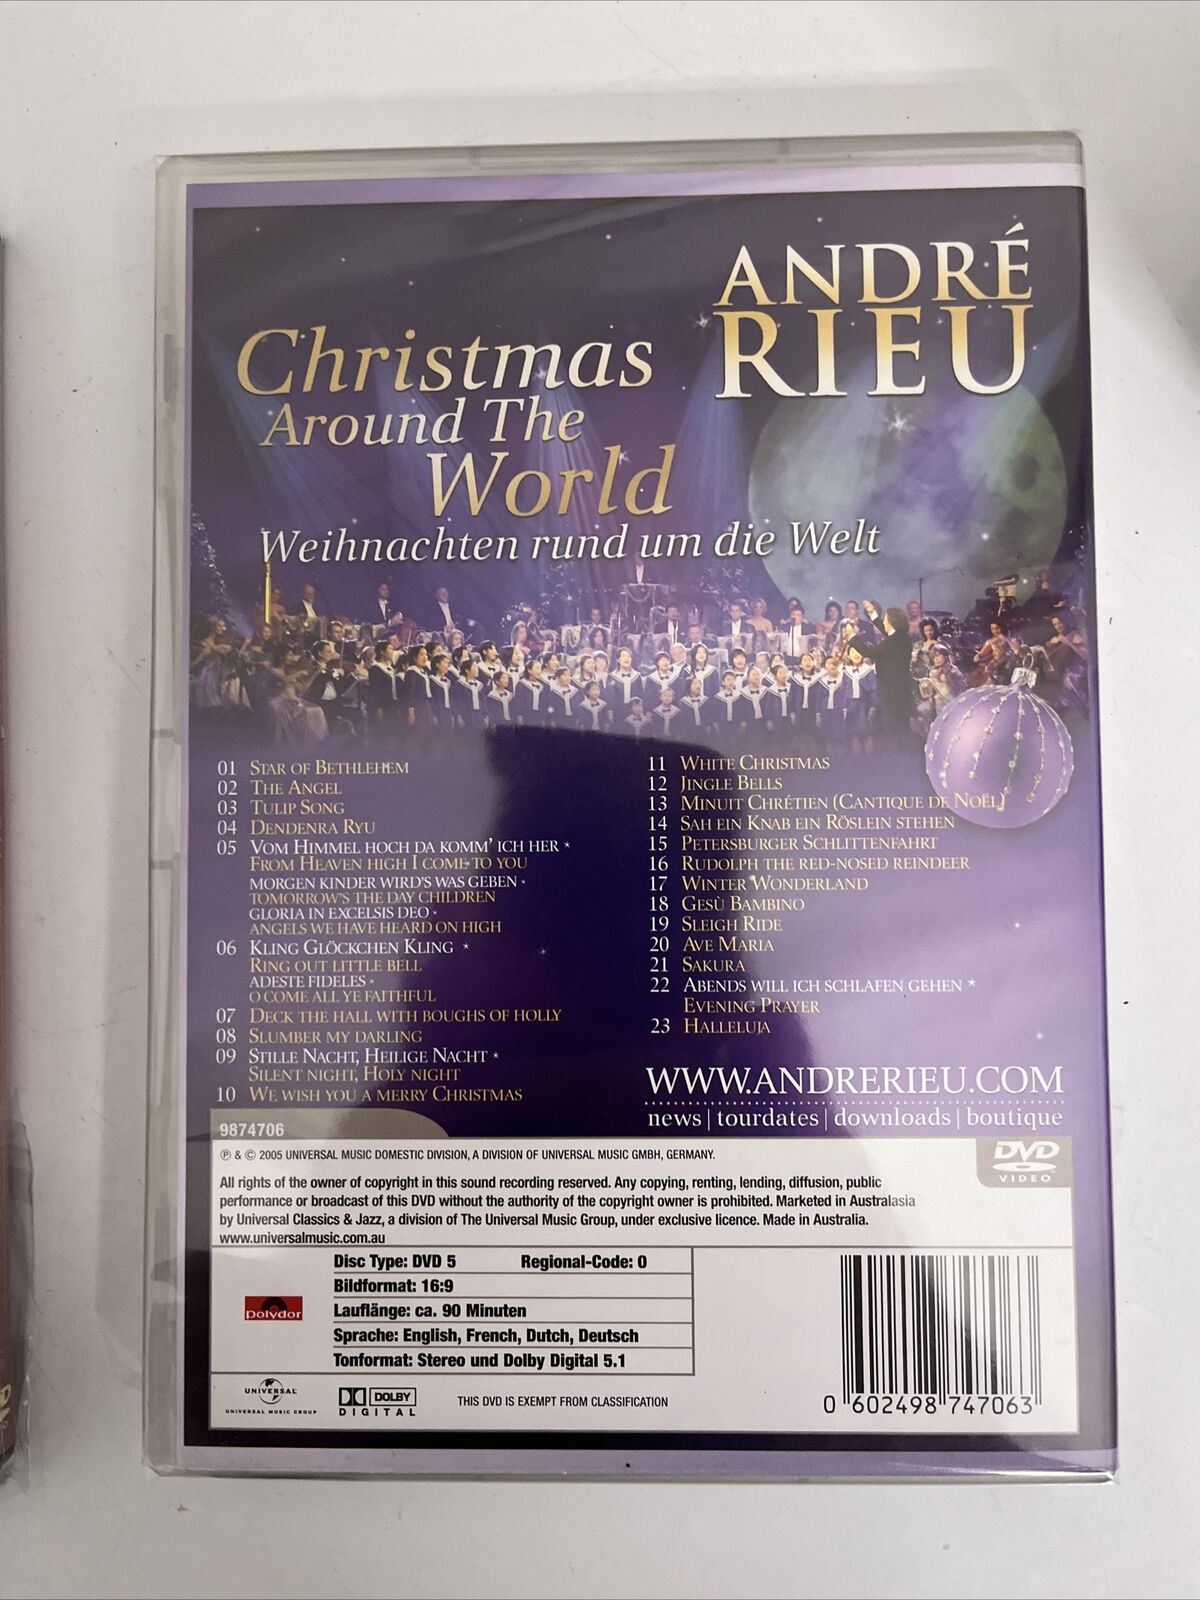 ANDRÉ
RIEU
Christmas
Around The
World
Weihnachten rund um die Welt
01 STAR OF BETHLEHEM
02 THE ANGEL
03 TULIP SONG
04 DENDENRA RYU
05 VOM HIMMEL HOCH DA KOMM' ICH HER *
FROM HEAVEN HIGH I COME TO YOU
MORGEN KINDER WIRD'S WAS GEBEN *
TOMORROW'S THE DAY CHILDREN
GLORIA IN EXCELSIS DEO *
ANGELS WE HAVE HEARD ON HIGH
06 KLING GLÖCKCHEN KLING *
RING OUT LITTLE BELL
ADESTE FIDELES *
O COME ALL YE FAITHFUL
07 DECK THE HALL WITH BOUGHS OF HOLLY
08 SLUMBER MY DARLING
09 STILLE NACHT, HEILIGE NACHT *
SILENT NIGHT, HOLY NIGHT
10 WE WISH YOU A MERRY CHRISTMAS
11 WHITE CHRISTMAS
12 JINGLE BELLS
13 MINUIT CHRÉTIEN (CANTIQUE DE NOËL)
14 SAH EIN KNAB EIN RÖSLEIN STEHEN
15 PETERSBURGER SCHLITTENFAHRT
16 RUDOLPH THE RED-NOSED REINDEER
17 WINTER WONDERLAND
18 GESÙ BAMBINO
19 SLEIGH RIDE
20 AVE MARIA
21 SAKURA
22 ABENDS WILL ICH SCHLAFEN GEHEN *
EVENING PRAYER
23 HALLELUJA
WWW.ANDRERIEU.COM
news | tourdates | downloads | boutique
9874706
DVD
VIDEO
℗ & © 2005 UNIVERSAL MUSIC DOMESTIC DIVISION, A DIVISION OF UNIVERSAL MUSIC GMBH, GERMANY.
All rights of the owner of copyright in this sound recording reserved. Any copying, renting, lending, diffusion, public
performance or broadcast of this DVD without the authority of the copyright owner is prohibited. Marketed in Australasia
by Universal Classics & Jazz, a division of The Universal Music Group, under exclusive licence. Made in Australia.
www.universalmusic.com.au
Disc Type: DVD 5 Regional-Code: 0
Bildformat: 16:9
Lauflänge: ca. 90 Minuten
Sprache: English, French, Dutch, Deutsch
Tonformat: Stereo und Dolby Digital 5.1
polydor
UNIVERSAL
UNIVERSAL MUSIC GROUP
DOLBY
DIGITAL
THIS DVD IS EXEMPT FROM CLASSIFICATION
0 602498 747063